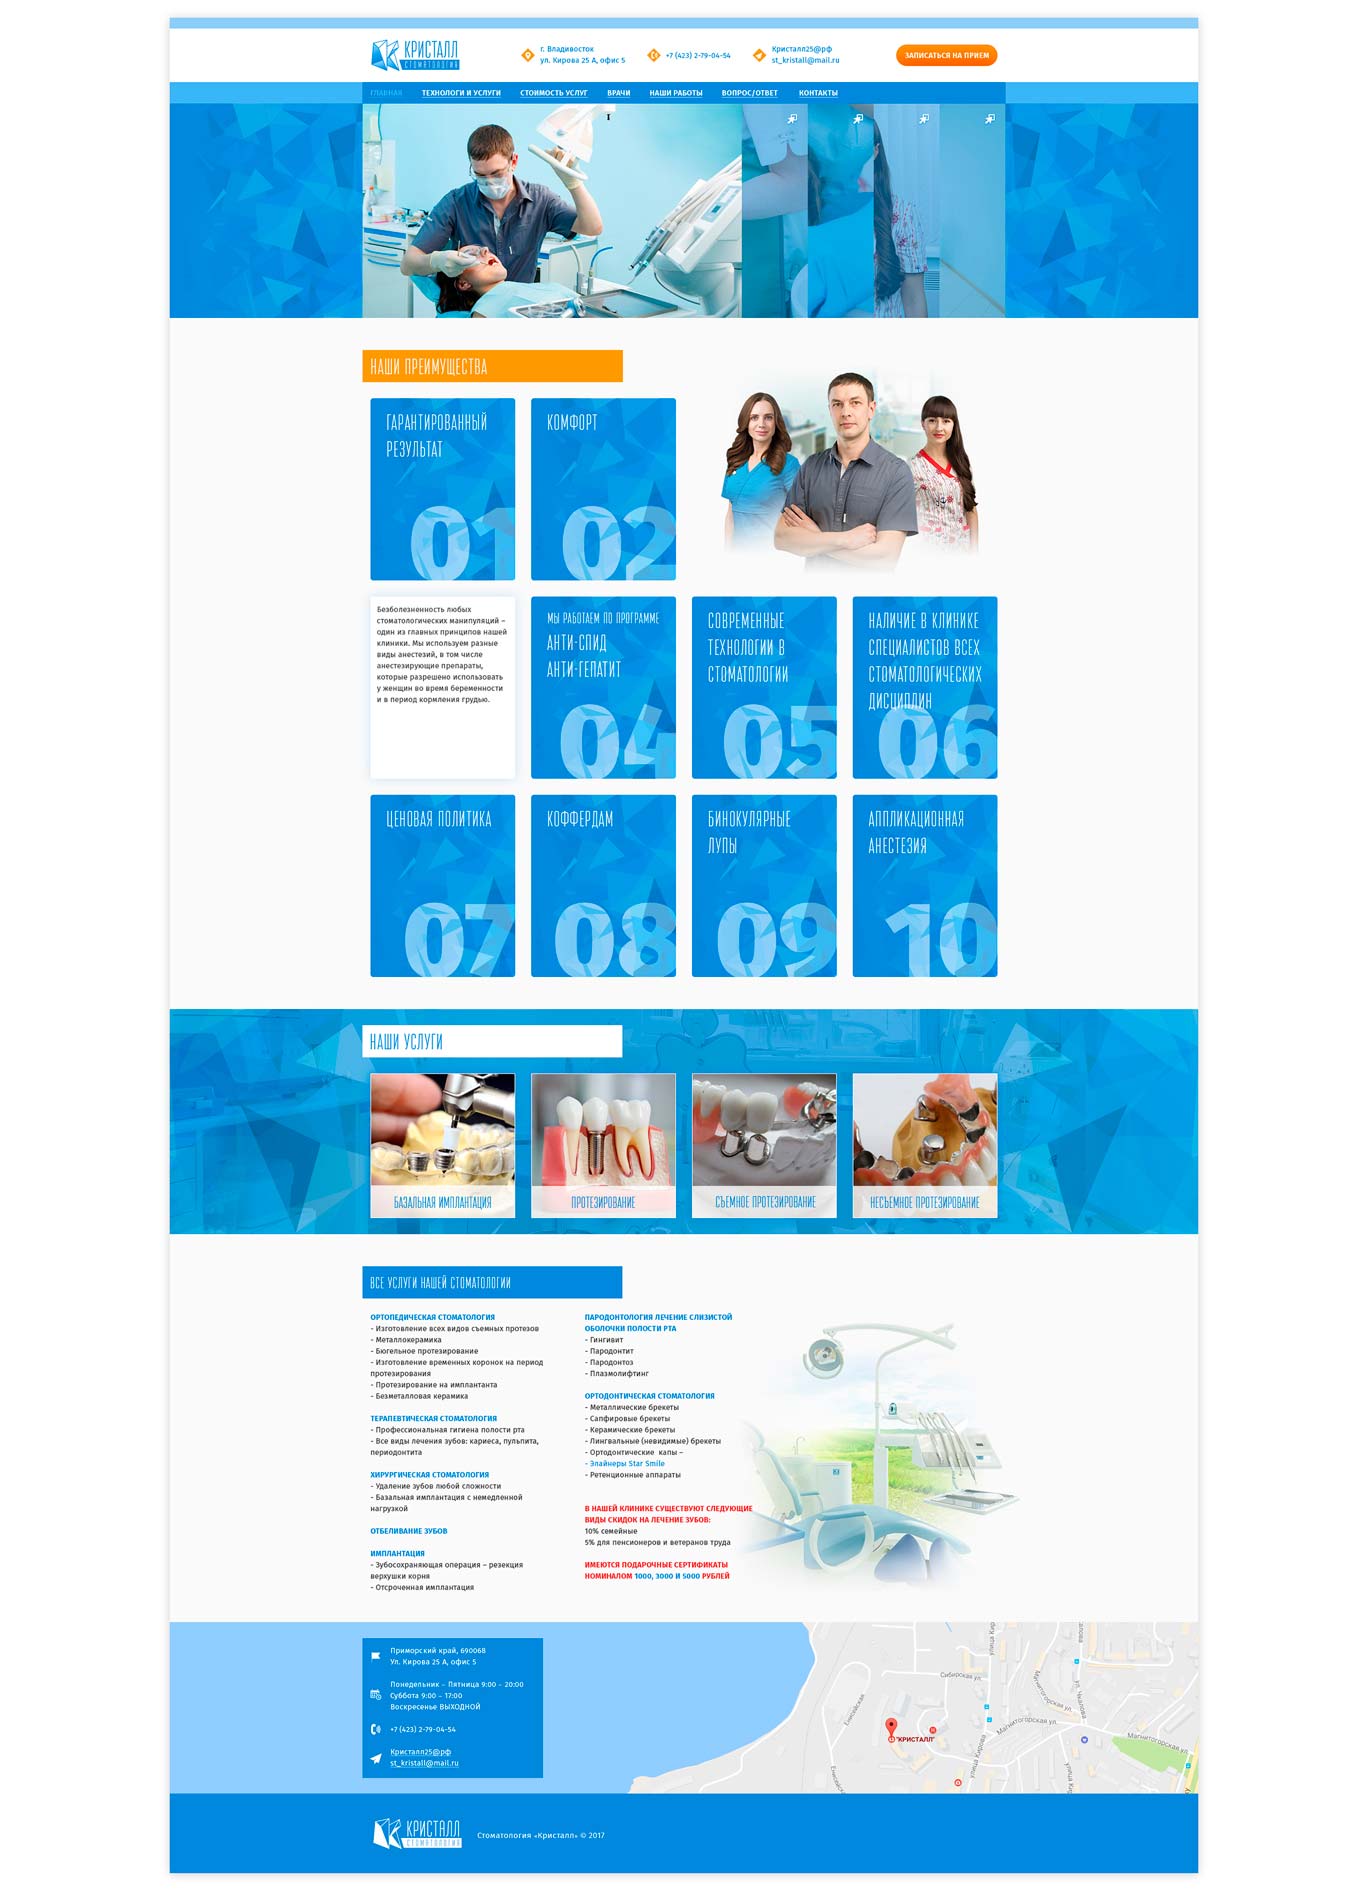 КРИСТАЛЛ
СТОМАТОЛОГИЯ
г. Владивосток
ул. Кирова 25 А, офис 5
+7 (423) 2-79-04-54
Кристалл25@рф
st_kristall@mail.ru
ЗАПИСАТЬСЯ НА ПРИЕМ
ГЛАВНАЯ
ТЕХНОЛОГИ И УСЛУГИ
СТОИМОСТЬ УСЛУГ
ВРАЧИ
НАШИ РАБОТЫ
ВОПРОС/ОТВЕТ
КОНТАКТЫ
НАШИ ПРЕИМУЩЕСТВА
ГАРАНТИРОВАННЫЙ
РЕЗУЛЬТАТ
01
КОМФОРТ
02
Безболезненность любых
стоматологических манипуляций –
один из главных принципов нашей
клиники. Мы используем разные
виды анестезий, в том числе
анестезирующие препараты,
которые разрешено использовать
у женщин во время беременности
и в период кормления грудью.
МЫ РАБОТАЕМ ПО ПРОГРАММЕ
АНТИ-СПИД
АНТИ-ГЕПАТИТ
04
СОВРЕМЕННЫЕ
ТЕХНОЛОГИИ В
СТОМАТОЛОГИИ
05
НАЛИЧИЕ В КЛИНИКЕ
СПЕЦИАЛИСТОВ ВСЕХ
СТОМАТОЛОГИЧЕСКИХ
ДИСЦИПЛИН
06
ЦЕНОВАЯ ПОЛИТИКА
07
КОФФЕРДАМ
08
БИНОКУЛЯРНЫЕ
ЛУПЫ
09
АППЛИКАЦИОННАЯ
АНЕСТЕЗИЯ
10
НАШИ УСЛУГИ
БАЗАЛЬНАЯ ИМПЛАНТАЦИЯ
ПРОТЕЗИРОВАНИЕ
СЪЕМНОЕ ПРОТЕЗИРОВАНИЕ
НЕСЪЕМНОЕ ПРОТЕЗИРОВАНИЕ
ВСЕ УСЛУГИ НАШЕЙ СТОМАТОЛОГИИ
ОРТОПЕДИЧЕСКАЯ СТОМАТОЛОГИЯ
- Изготовление всех видов съемных протезов
- Металлокерамика
- Бюгельное протезирование
- Изготовление временных коронок на период
протезирования
- Протезирование на имплантанта
- Безметалловая керамика
ТЕРАПЕВТИЧЕСКАЯ СТОМАТОЛОГИЯ
- Профессиональная гигиена полости рта
- Все виды лечения зубов: кариеса, пульпита,
периодонтита
ХИРУРГИЧЕСКАЯ СТОМАТОЛОГИЯ
- Удаление зубов любой сложности
- Базальная имплантация с немедленной
нагрузкой
ОТБЕЛИВАНИЕ ЗУБОВ
ИМПЛАНТАЦИЯ
- Зубосохраняющая операция – резекция
верхушки корня
- Отсроченная имплантация
ПАРОДОНТОЛОГИЯ ЛЕЧЕНИЕ СЛИЗИСТОЙ
ОБОЛОЧКИ ПОЛОСТИ РТА
- Гингивит
- Пародонтит
- Пародонтоз
- Плазмолифтинг
ОРТОДОНТИЧЕСКАЯ СТОМАТОЛОГИЯ
- Металлические брекеты
- Сапфировые брекеты
- Керамические брекеты
- Лингвальные (невидимые) брекеты
- Ортодонтические капы –
- Элайнеры Star Smile
- Ретенционные аппараты
В НАШЕЙ КЛИНИКЕ СУЩЕСТВУЮТ СЛЕДУЮЩИЕ
ВИДЫ СКИДОК НА ЛЕЧЕНИЕ ЗУБОВ:
10% семейные
5% для пенсионеров и ветеранов труда
ИМЕЮТСЯ ПОДАРОЧНЫЕ СЕРТИФИКАТЫ
НОМИНАЛОМ 1000, 3000 И 5000 РУБЛЕЙ
Приморский край, 690068
Ул. Кирова 25 А, офис 5
Понедельник – Пятница 9:00 – 20:00
Суббота 9:00 – 17:00
Воскресенье ВЫХОДНОЙ
+7 (423) 2-79-04-54
Кристалл25@рф
st_kristall@mail.ru
улица Кир
Сибирская ул.
Магнитогорская ул.
ул. Чкалова
Енисейская
"КРИСТАЛЛ"
улица Кирова
Магнитогорская ул.
Магнитогорская ул.
Енисейска
ул. Кирова
КРИСТАЛЛ
СТОМАТОЛОГИЯ
Стоматология «Кристалл» © 2017